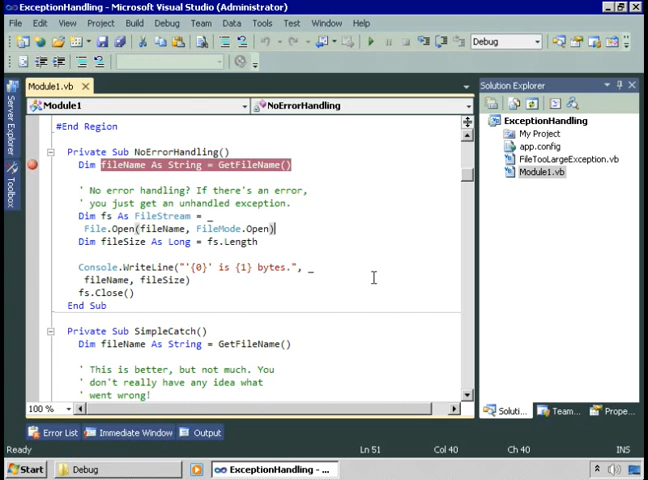 ExceptionHandling - Microsoft Visual Studio (Administrator)
File Edit View Project Build Debug Team Data Tools Test Window Help
Debug
Module1.vb
Module1
NoErrorHandling
#End Region
Private Sub NoErrorHandling()
Dim fileName As String = GetFileName()
' No error handling? If there's an error,
' you just get an unhandled exception.
Dim fs As FileStream = _
File.Open(fileName, FileMode.Open)
Dim fileSize As Long = fs.Length
Console.WriteLine("'{0}' is {1} bytes.", _
fileName, fileSize)
fs.Close()
End Sub
Private Sub SimpleCatch()
Dim fileName As String = GetFileName()
' This is better, but not much. You
' don't really have any idea what
' went wrong!
100 %
Server Explorer
Toolbox
Solution Explorer
ExceptionHandling
My Project
app.config
FileTooLargeException.vb
Module1.vb
Soluti...
Team...
Prope...
Error List
Immediate Window
Output
Ready
Ln 51
Col 40
Ch 40
INS
Start
Debug
ExceptionHandling - ...